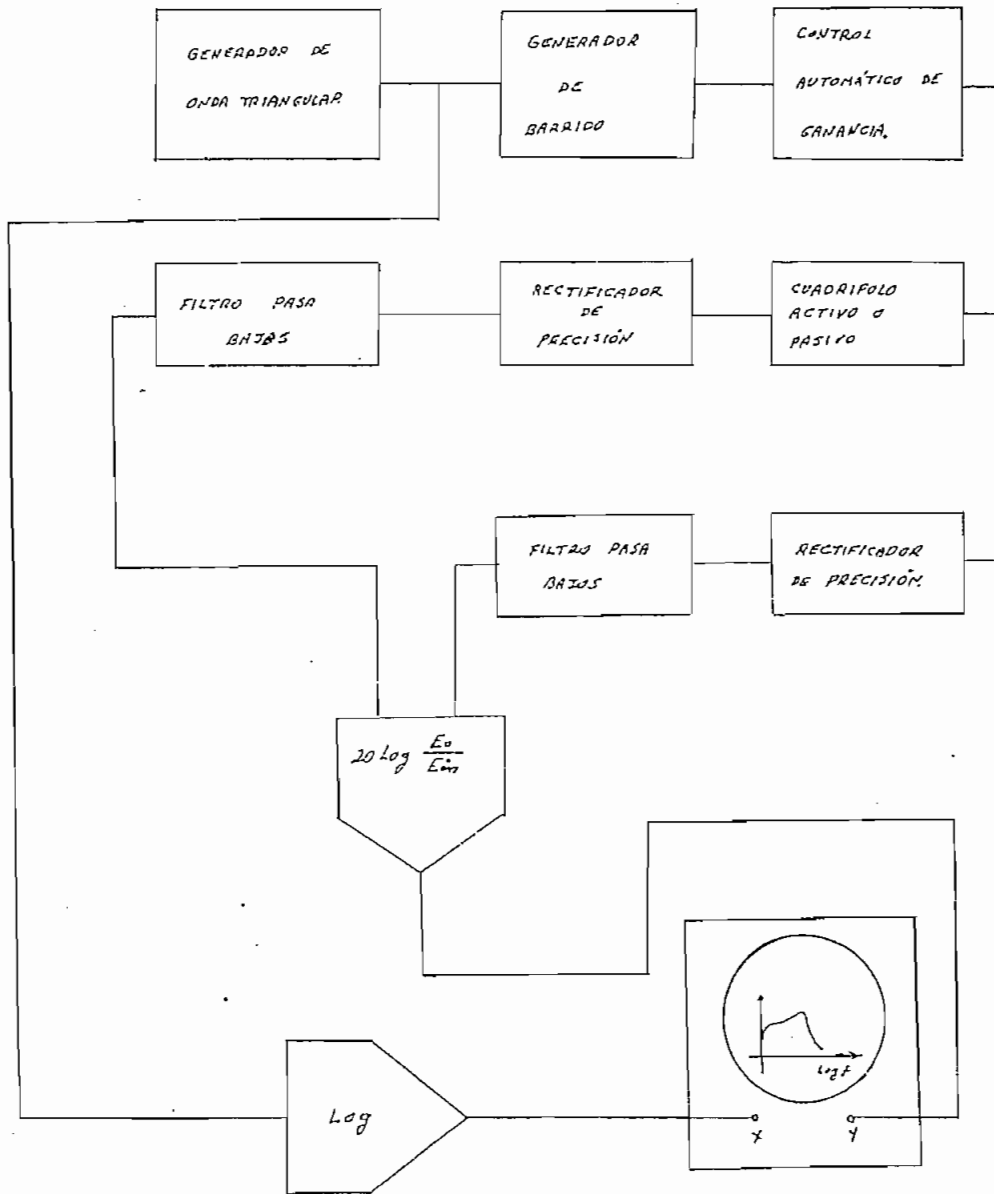 GENERADOR DE
ONDA TRIANGULAR.
GENERADOR
DE
BARRIDO
CONTROL
AUTOMÁTICO DE
GANANCIA.
FILTRO PASA
BAJOS
RECTIFICADOR
DE
PRECISIÓN
CUADRIPOLO
ACTIVO O
PASIVO
FILTRO PASA
BAJOS
RECTIFICADOR
DE PRECISIÓN.
20 Log Eo/Ein
Log f
Log
X Y